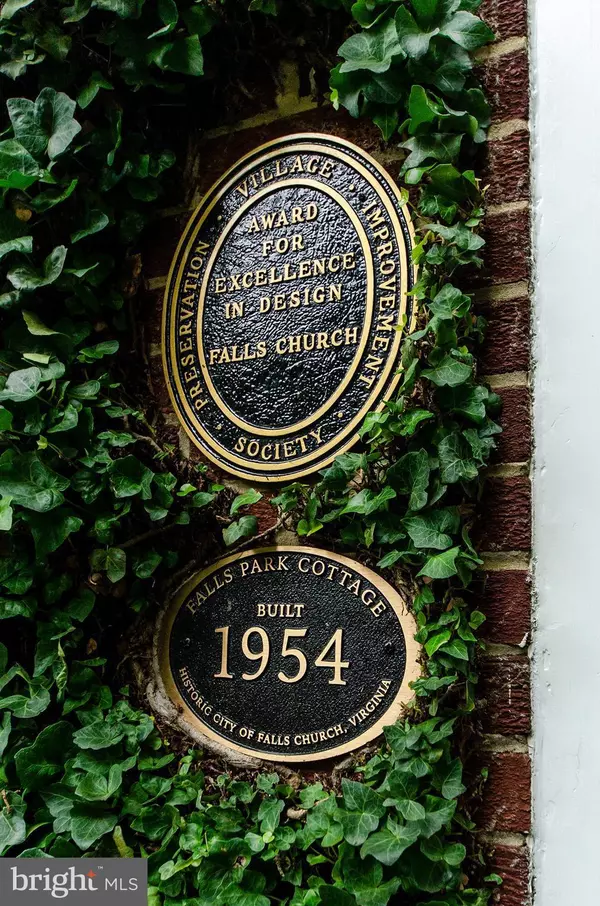 VILLAGE
PRESERVATION · IMPROVEMENT
AWARD
FOR
EXCELLENCE
IN DESIGN
FALLS CHURCH
SOCIETY
FALLS PARK COTTAGE
BUILT
1954
HISTORIC CITY OF FALLS CHURCH, VIRGINIA
bright MLS